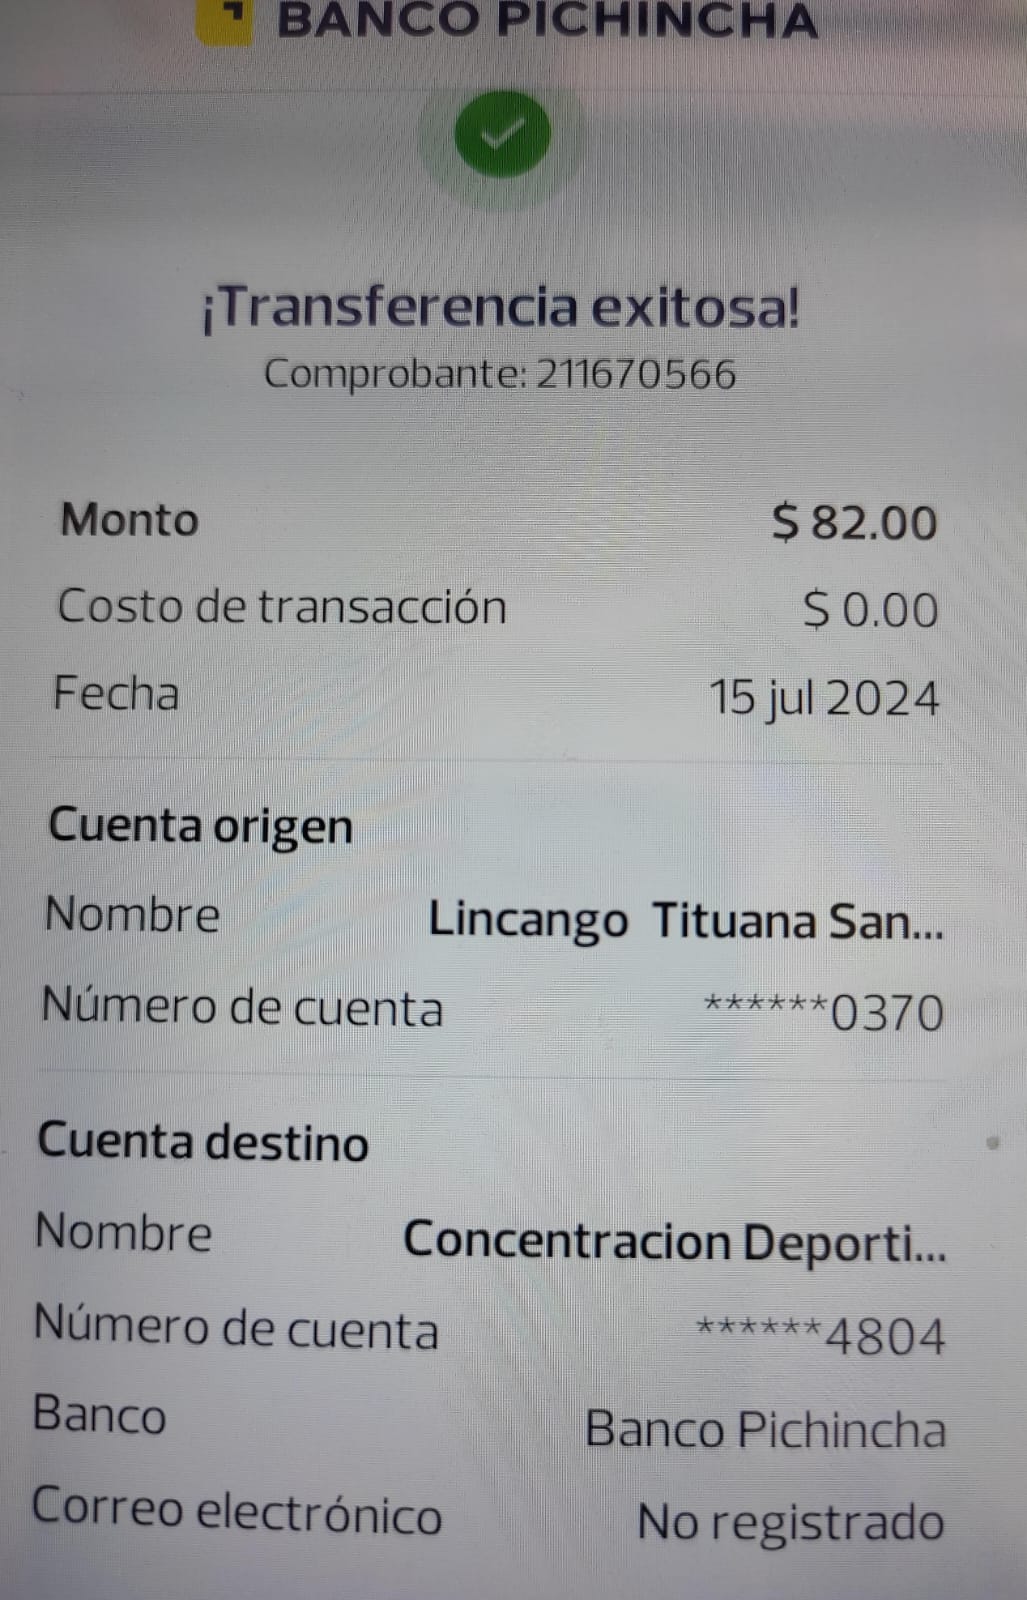 BANCO PICHINCHA
¡Transferencia exitosa!
Comprobante: 211670566
Monto $ 82.00
Costo de transacción $ 0.00
Fecha 15 jul 2024
Cuenta origen
Nombre Lincango Tituana San...
Número de cuenta ******0370
Cuenta destino
Nombre Concentracion Deporti...
Número de cuenta ******4804
Banco Banco Pichincha
Correo electrónico No registrado